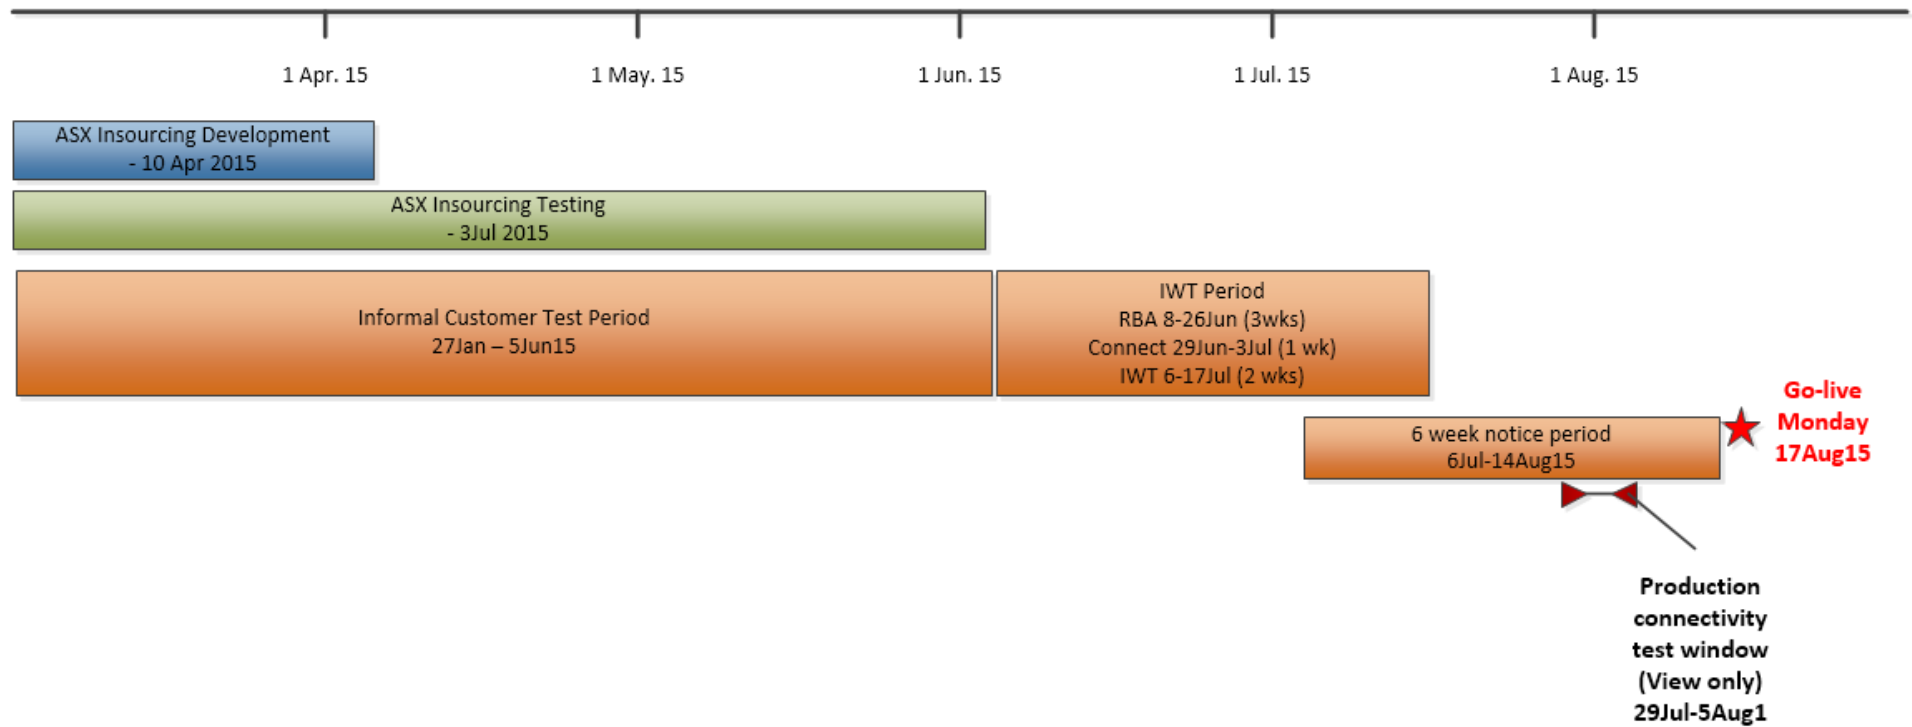 1 Apr. 15
1 May. 15
1 Jun. 15
1 Jul. 15
1 Aug. 15
ASX Insourcing Development
- 10 Apr 2015
ASX Insourcing Testing
- 3Jul 2015
Informal Customer Test Period
27Jan – 5Jun15
IWT Period
RBA 8-26Jun (3wks)
Connect 29Jun-3Jul (1 wk)
IWT 6-17Jul (2 wks)
6 week notice period
6Jul-14Aug15
Go-live
Monday
17Aug15
Production
connectivity
test window
(View only)
29Jul-5Aug1